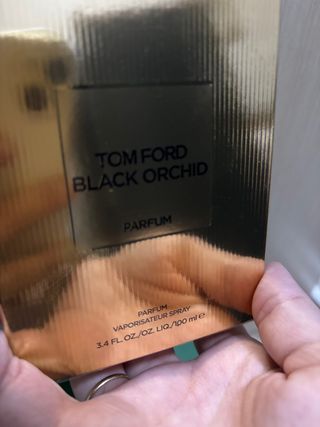 TOM FORD
BLACK ORCHID
PARFUM
PARFUM
VAPORISATEUR SPRAY
3.4 FL. OZ./OZ. LIQ./100 ml ℮